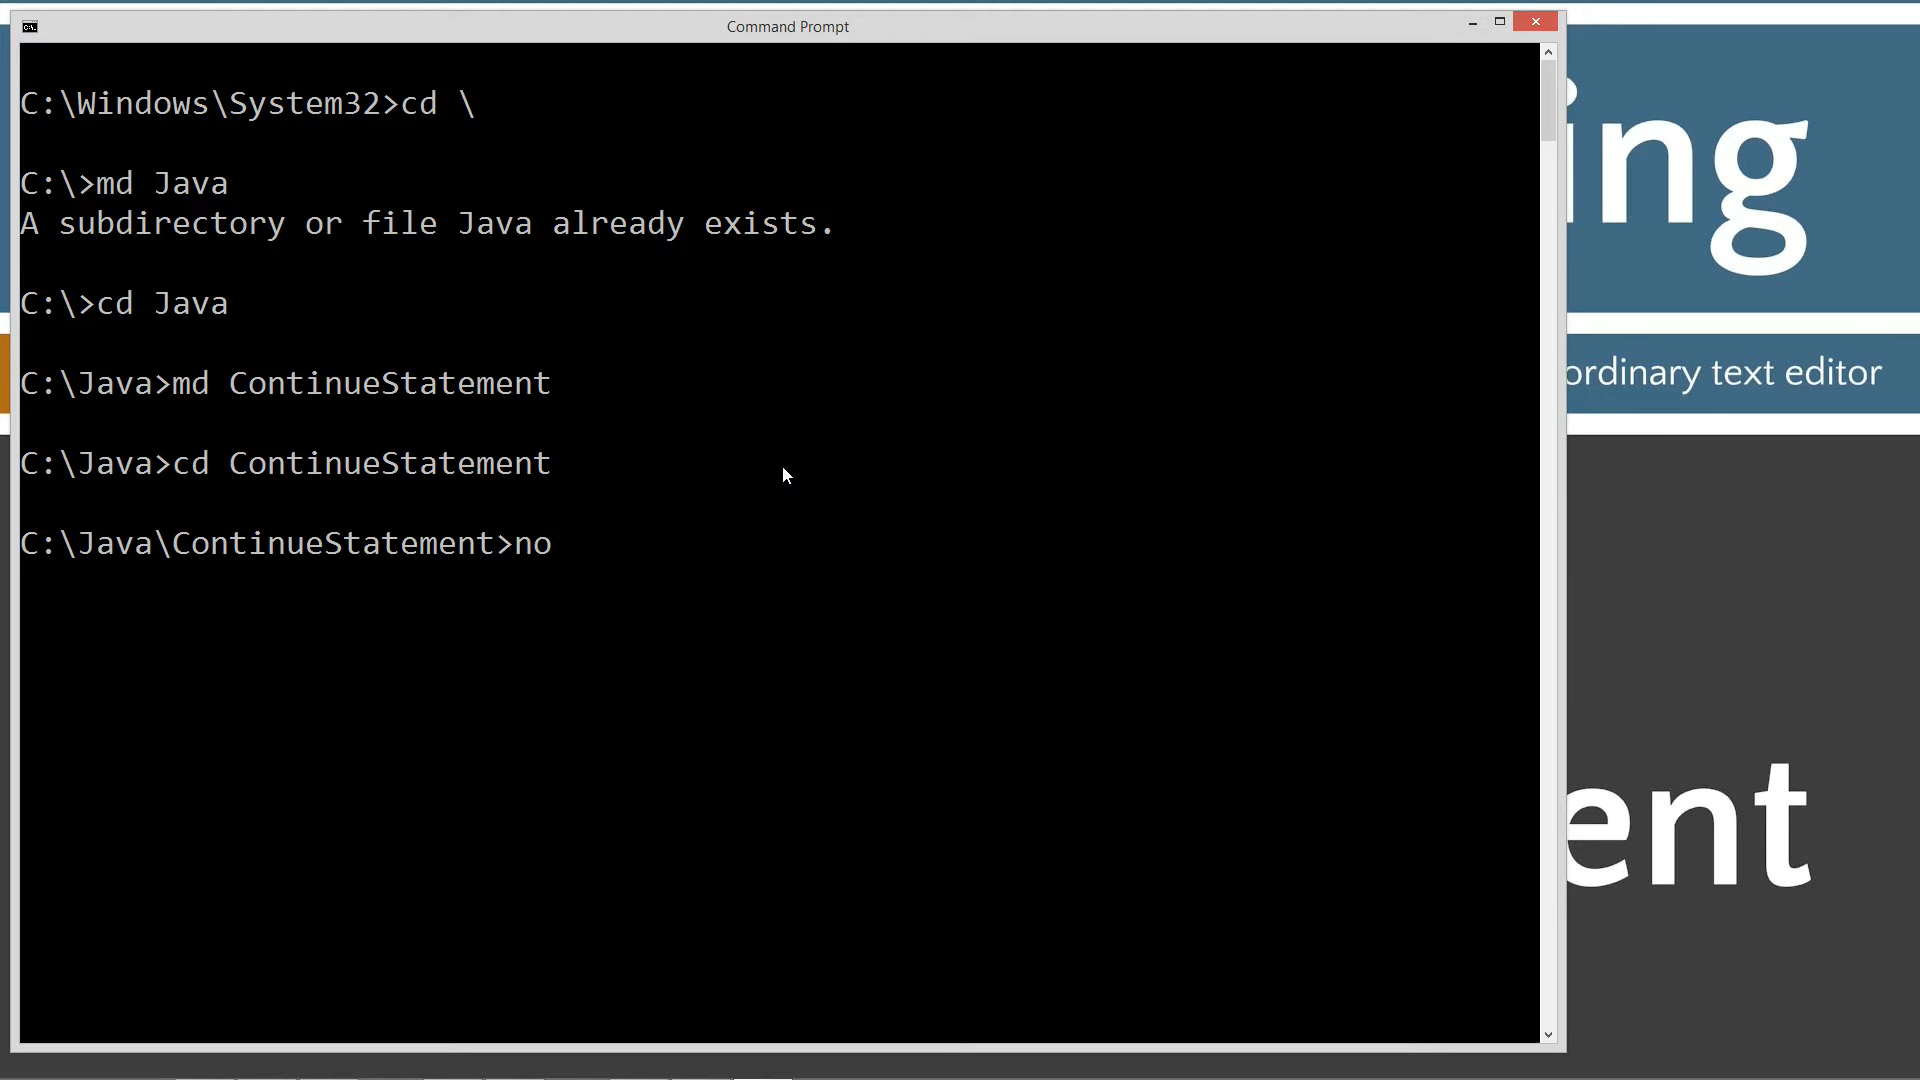 Command Prompt
C:\Windows\System32>cd \
C:\>md Java
A subdirectory or file Java already exists.
C:\>cd Java
C:\Java>md ContinueStatement
C:\Java>cd ContinueStatement
C:\Java\ContinueStatement>no
ing
ordinary text editor
ent